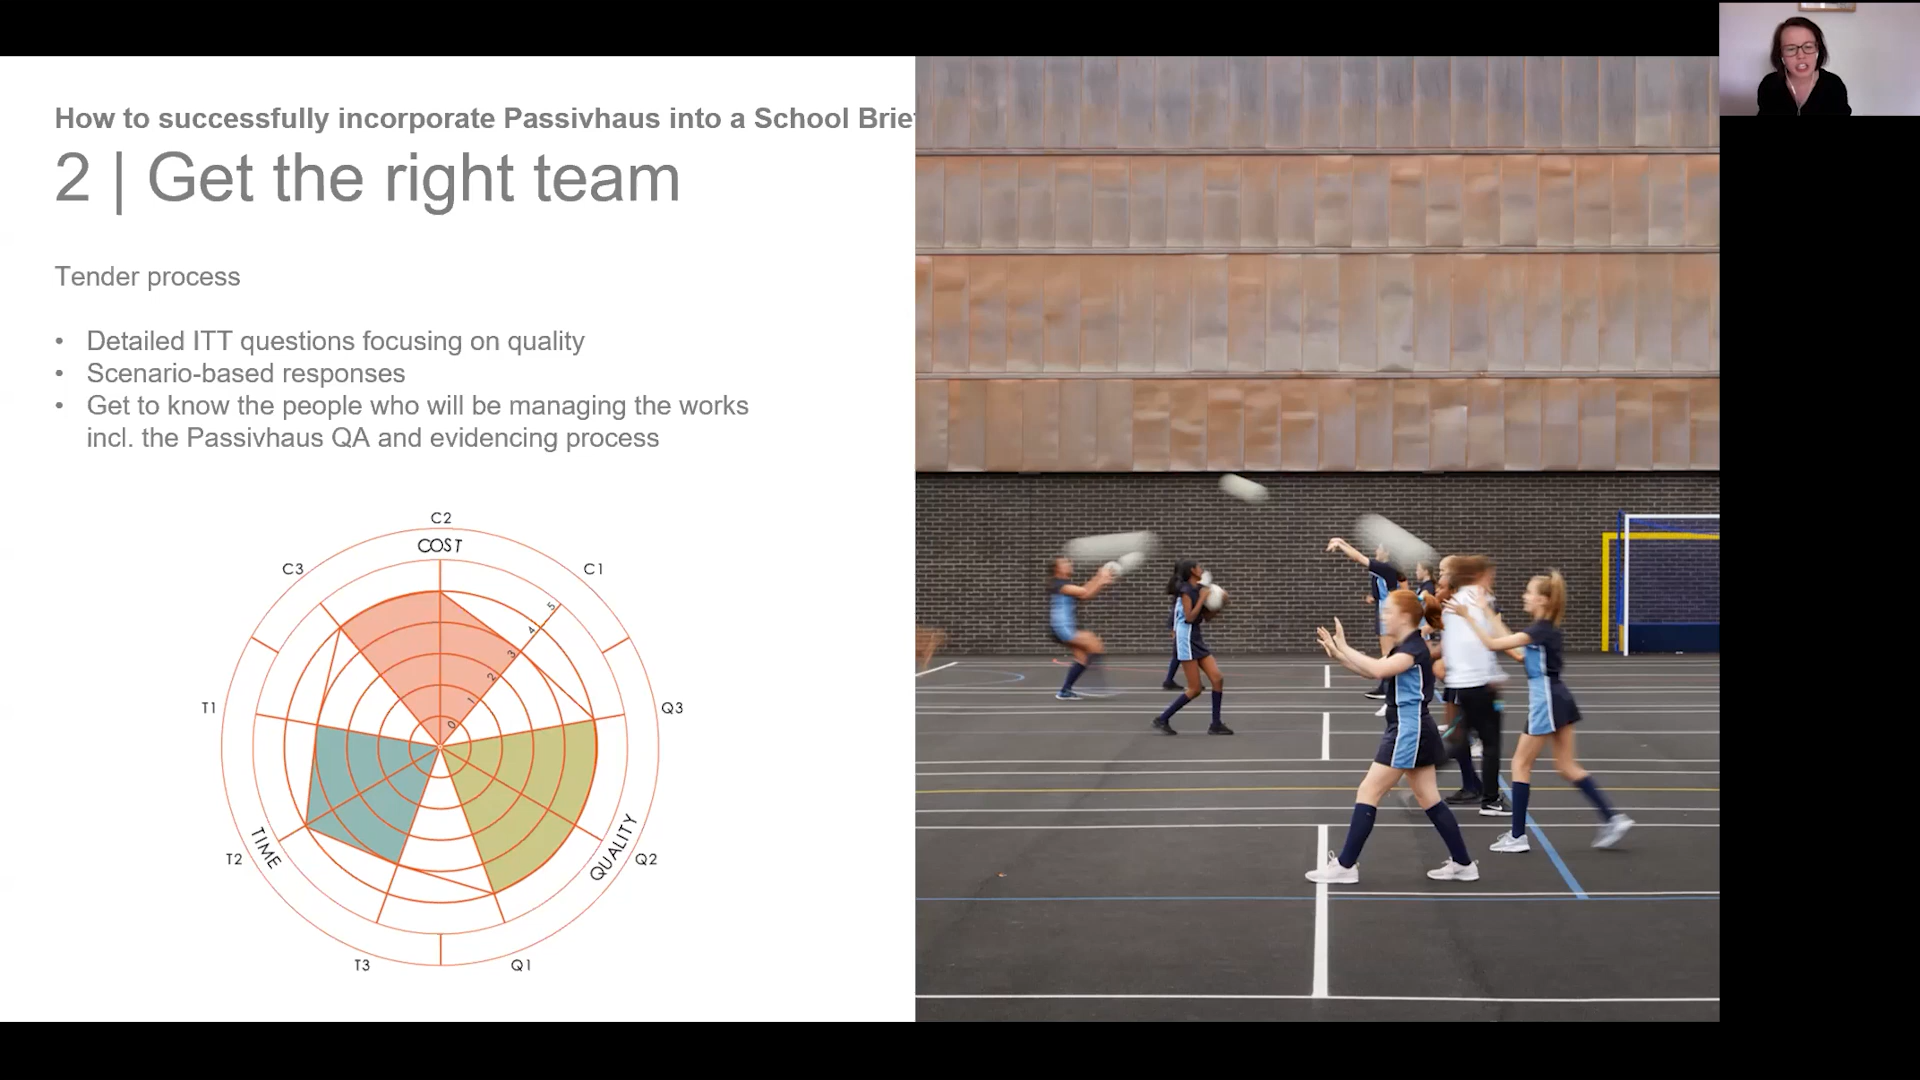 How to successfully incorporate Passivhaus into a School Brief
2 | Get the right team
Tender process
• Detailed ITT questions focusing on quality
• Scenario-based responses
• Get to know the people who will be managing the works
incl. the Passivhaus QA and evidencing process
C2
COST
C3
C1
5
4
3
2
1
0
T1
Q3
TIME
QUALITY
T2
Q2
T3
Q1